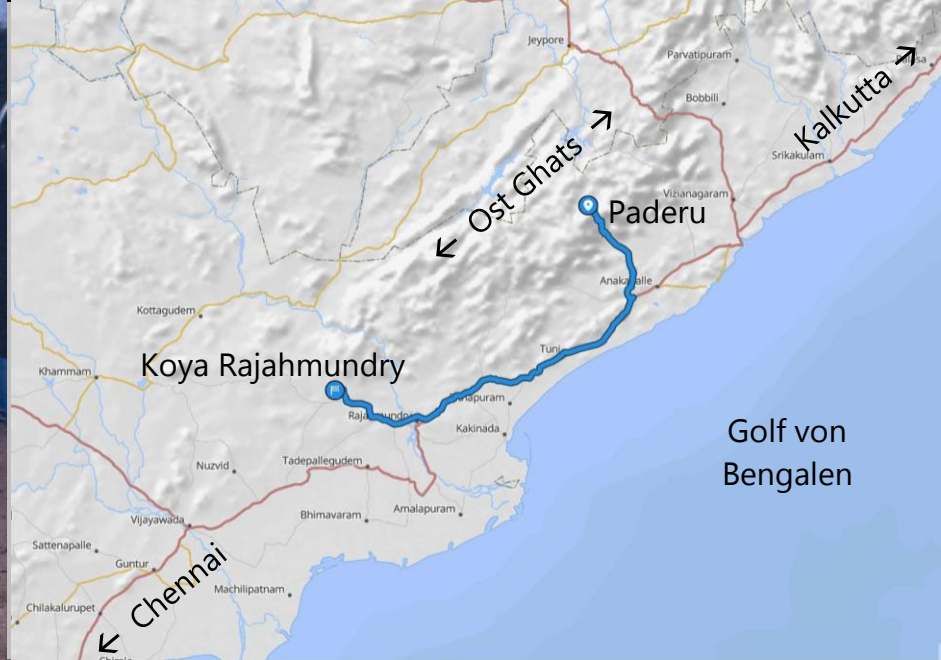 Jeypore
Parvatipuram
Kalkutta
Bobbili
Srikakulam
Ost Ghats
Vizianagaram
Paderu
Kottagudem
Tuni
Koya Rajahmundry
Khammam
Kakinada
Golf von
Bengalen
Nuzvid
Tadepallegudem
Vijayawada
Bhimavaram
Amalapuram
Sattenapalle
Guntur
Machilipatnam
Chilakalurupet
Chennai